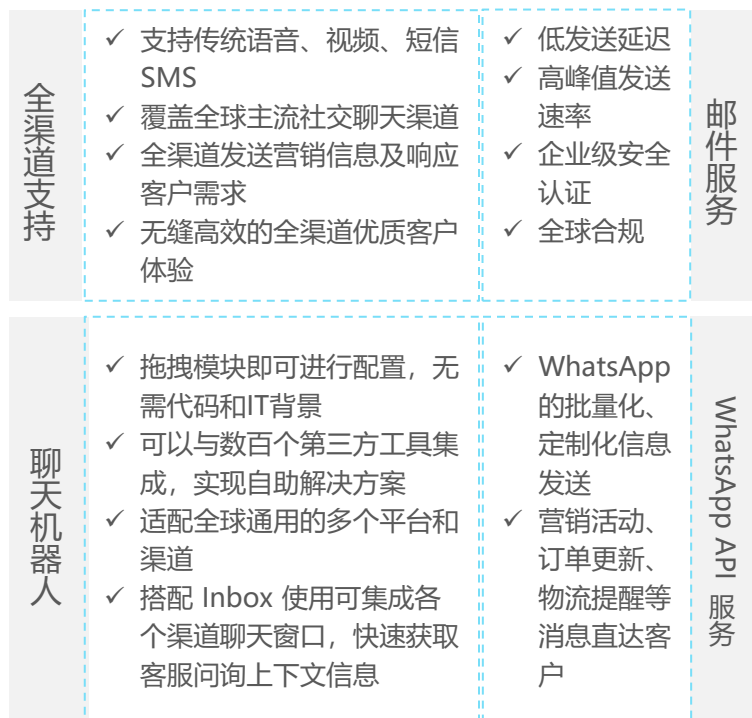 全渠道支持
✓ 支持传统语音、视频、短信
SMS
✓ 覆盖全球主流社交聊天渠道
✓ 全渠道发送营销信息及响应
客户需求
✓ 无缝高效的全渠道优质客户
体验
✓ 低发送延迟
✓ 高峰值发送
速率
✓ 企业级安全
认证
✓ 全球合规
邮件服务
聊天机器人
✓ 拖拽模块即可进行配置，无
需代码和IT背景
✓ 可以与数百个第三方工具集
成，实现自助解决方案
✓ 适配全球通用的多个平台和
渠道
✓ 搭配 Inbox 使用可集成各
个渠道聊天窗口，快速获取
客服问询上下文信息
✓ WhatsApp
的批量化、
定制化信息
发送
✓ 营销活动、
订单更新、
物流提醒等
消息直达客
户
WhatsApp API 服务